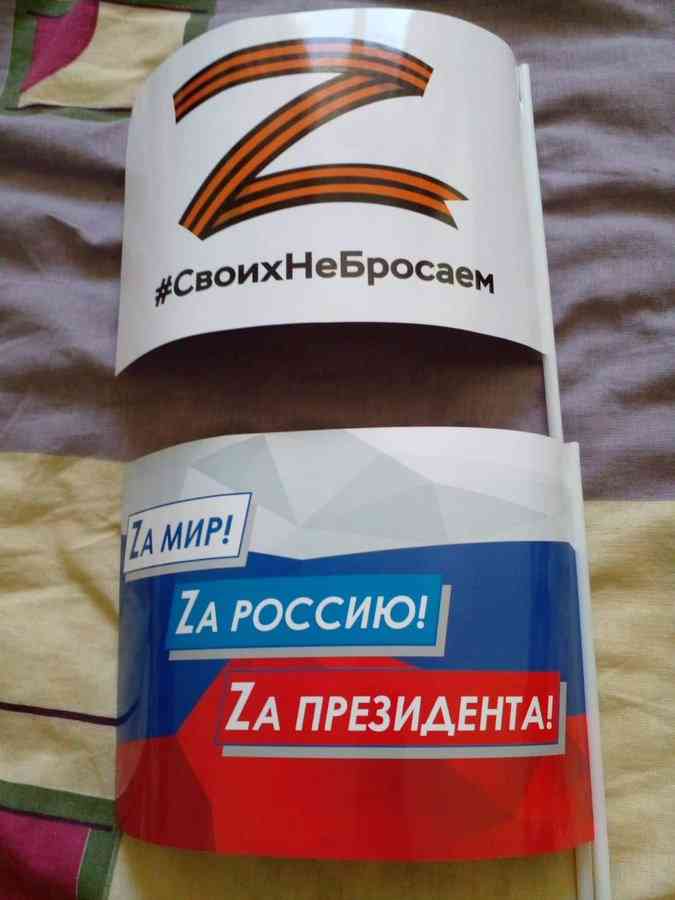 Z
#СвоихНеБросаем
Zа мир!
Zа Россию!
Zа Президента!